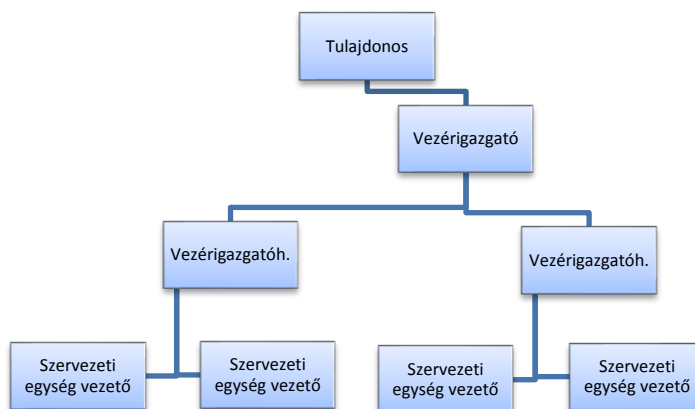 Tulajdonos
Vezérigazgató
Vezérigazgatóh.
Vezérigazgatóh.
Szervezeti
egység vezető
Szervezeti
egység vezető
Szervezeti
egység vezető
Szervezeti
egység vezető